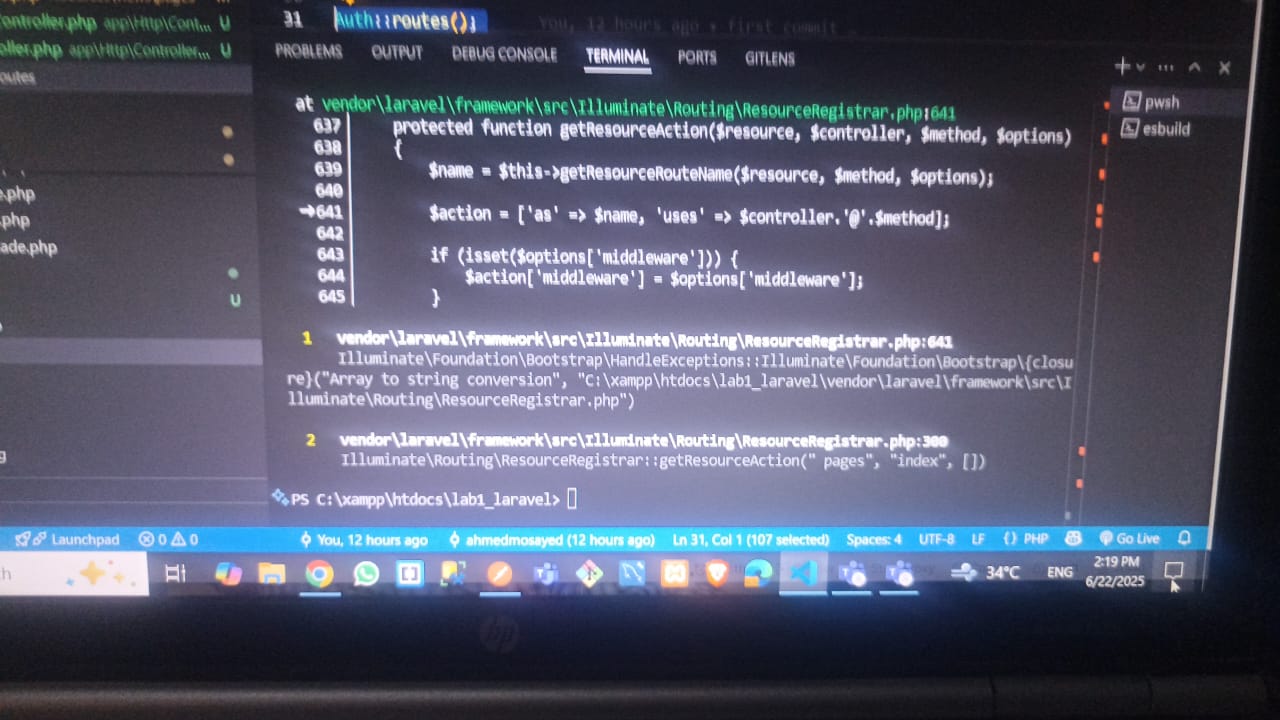 ontroller.php app\Http\Cont... U
31 Auth::routes(); You, 12 hours ago • first commit
oller.php app\Http\Controller... U
outes
PROBLEMS OUTPUT DEBUG CONSOLE TERMINAL PORTS GITLENS
pwsh
esbuild
at vendor\laravel\framework\src\Illuminate\Routing\ResourceRegistrar.php:641
637 protected function getResourceAction($resource, $controller, $method, $options)
638 {
639 $name = $this->getResourceRouteName($resource, $method, $options);
640
➜641 $action = ['as' => $name, 'uses' => $controller.'@'.$method];
642
643 if (isset($options['middleware'])) {
644 $action['middleware'] = $options['middleware'];
645 }
e.php
.php
ade.php
U
1 vendor\laravel\framework\src\Illuminate\Routing\ResourceRegistrar.php:641
Illuminate\Foundation\Bootstrap\HandleExceptions::Illuminate\Foundation\Bootstrap\{closu
re}("Array to string conversion", "C:\xampp\htdocs\lab1_laravel\vendor\laravel\framework\src\I
lluminate\Routing\ResourceRegistrar.php")
2 vendor\laravel\framework\src\Illuminate\Routing\ResourceRegistrar.php:300
Illuminate\Routing\ResourceRegistrar::getResourceAction(" pages", "index", [])
g
PS C:\xampp\htdocs\lab1_laravel>
Launchpad 0 0 You, 12 hours ago ahmedmosayed (12 hours ago) Ln 31, Col 1 (107 selected) Spaces: 4 UTF-8 LF {} PHP Go Live
h 34°C ENG 2:19 PM
6/22/2025
hp